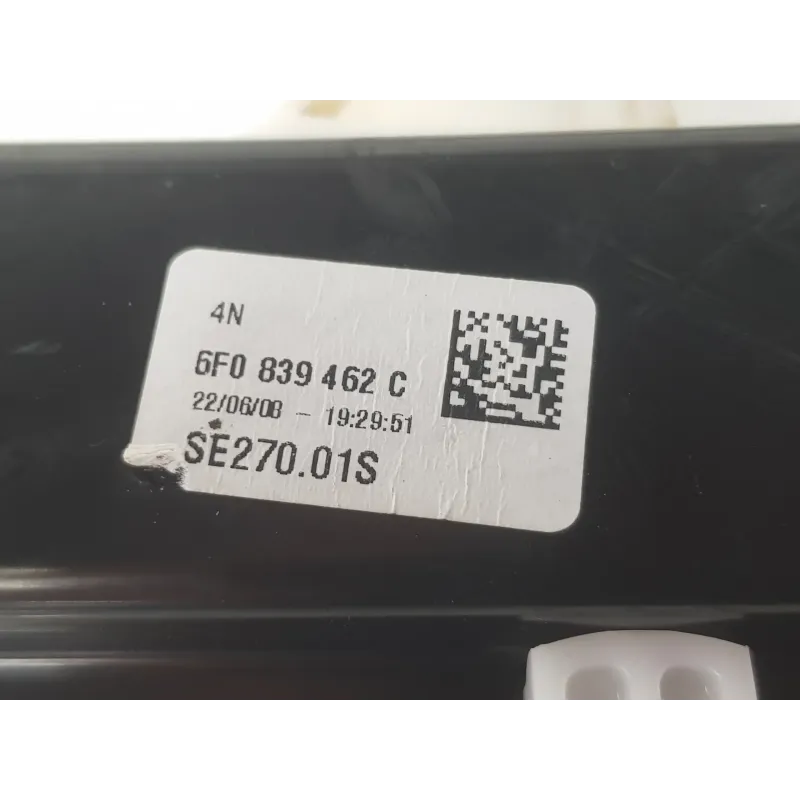 4N
6F0 839 462 C
22/06/08 - 19:29:51
SE270.01S